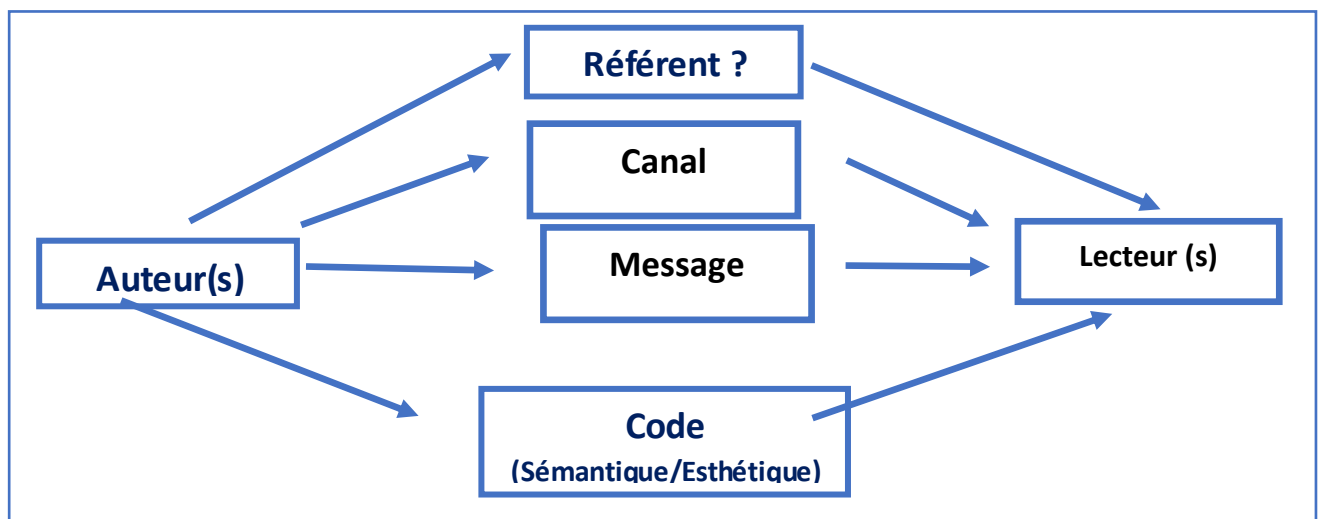 Référent ?
Canal
Message
Auteur(s)
Lecteur (s)
Code
(Sémantique/Esthétique)